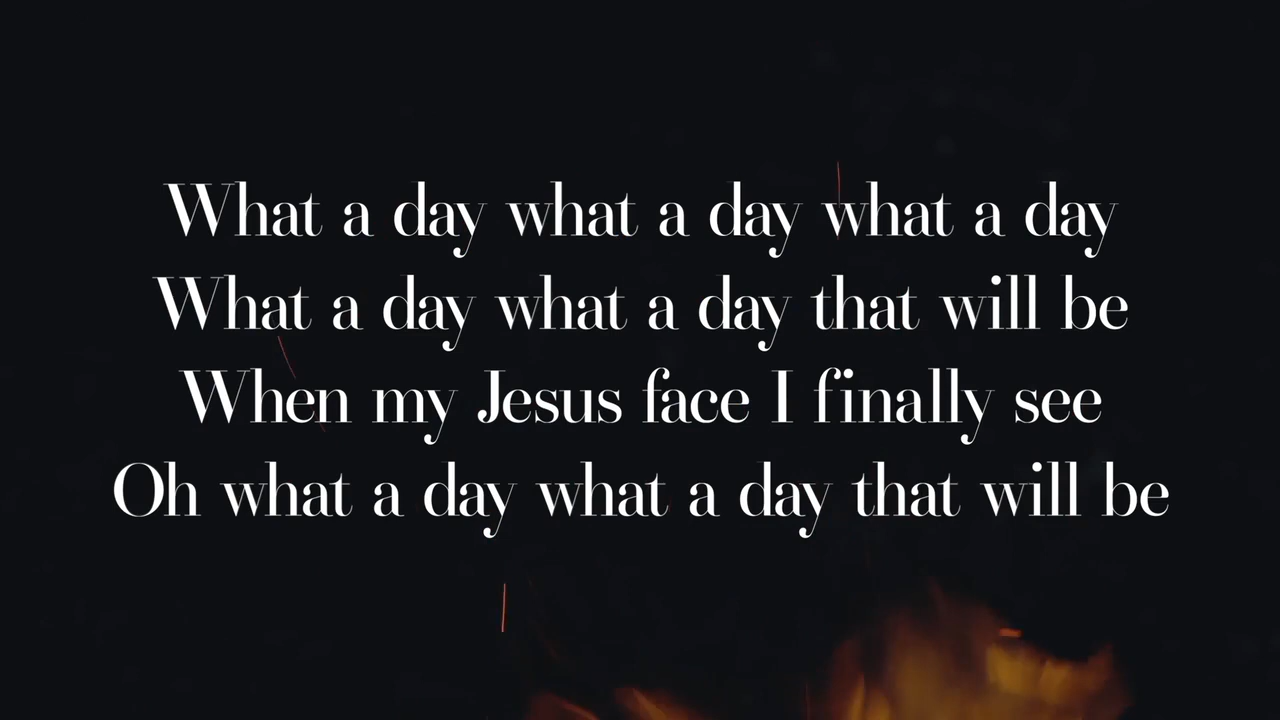 What a day what a day what a day
What a day what a day that will be
When my Jesus face I finally see
Oh what a day what a day that will be